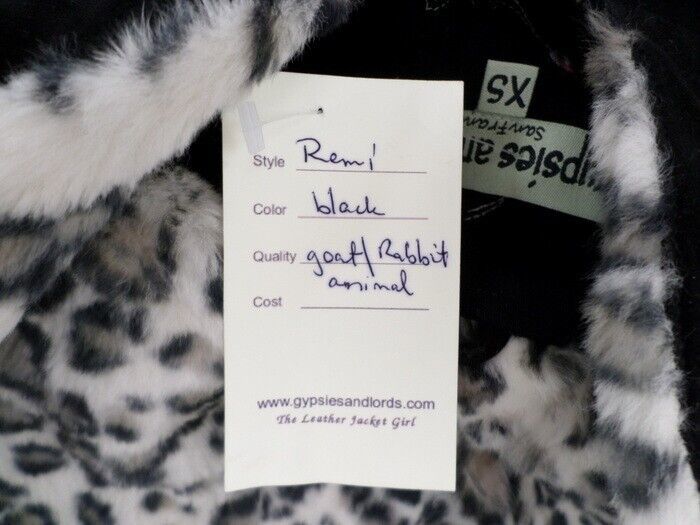 Style Remi
Color black
Quality goat/Rabbit
animal
Cost
www.gypsiesandlords.com
The Leather Jacket Girl
XS
gypsies an
San Fran